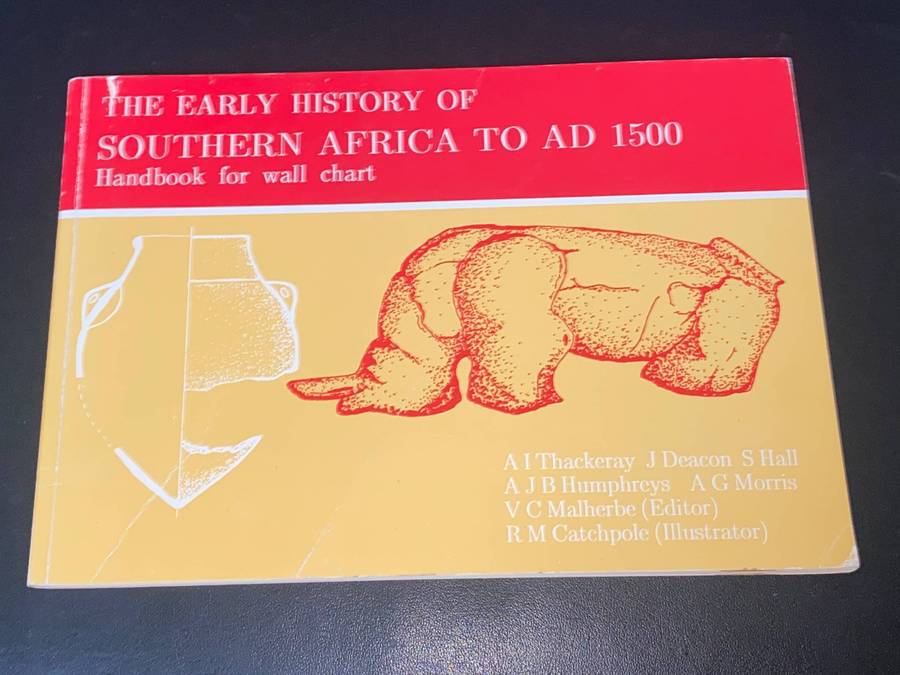 THE EARLY HISTORY OF
SOUTHERN AFRICA TO AD 1500
Handbook for wall chart
A I Thackeray J Deacon S Hall
A J B Humphreys A G Morris
V C Malherbe (Editor)
R M Catchpole (Illustrator)